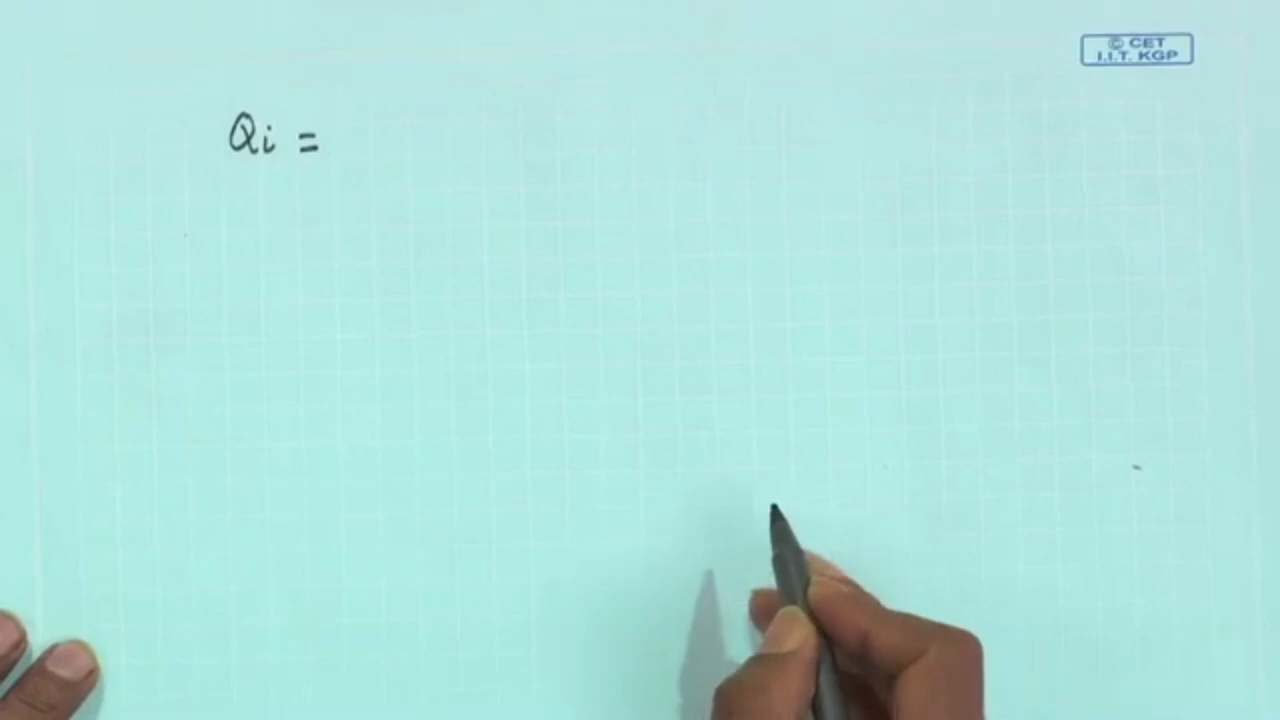 © CET
I.I.T. KGP
Qi =